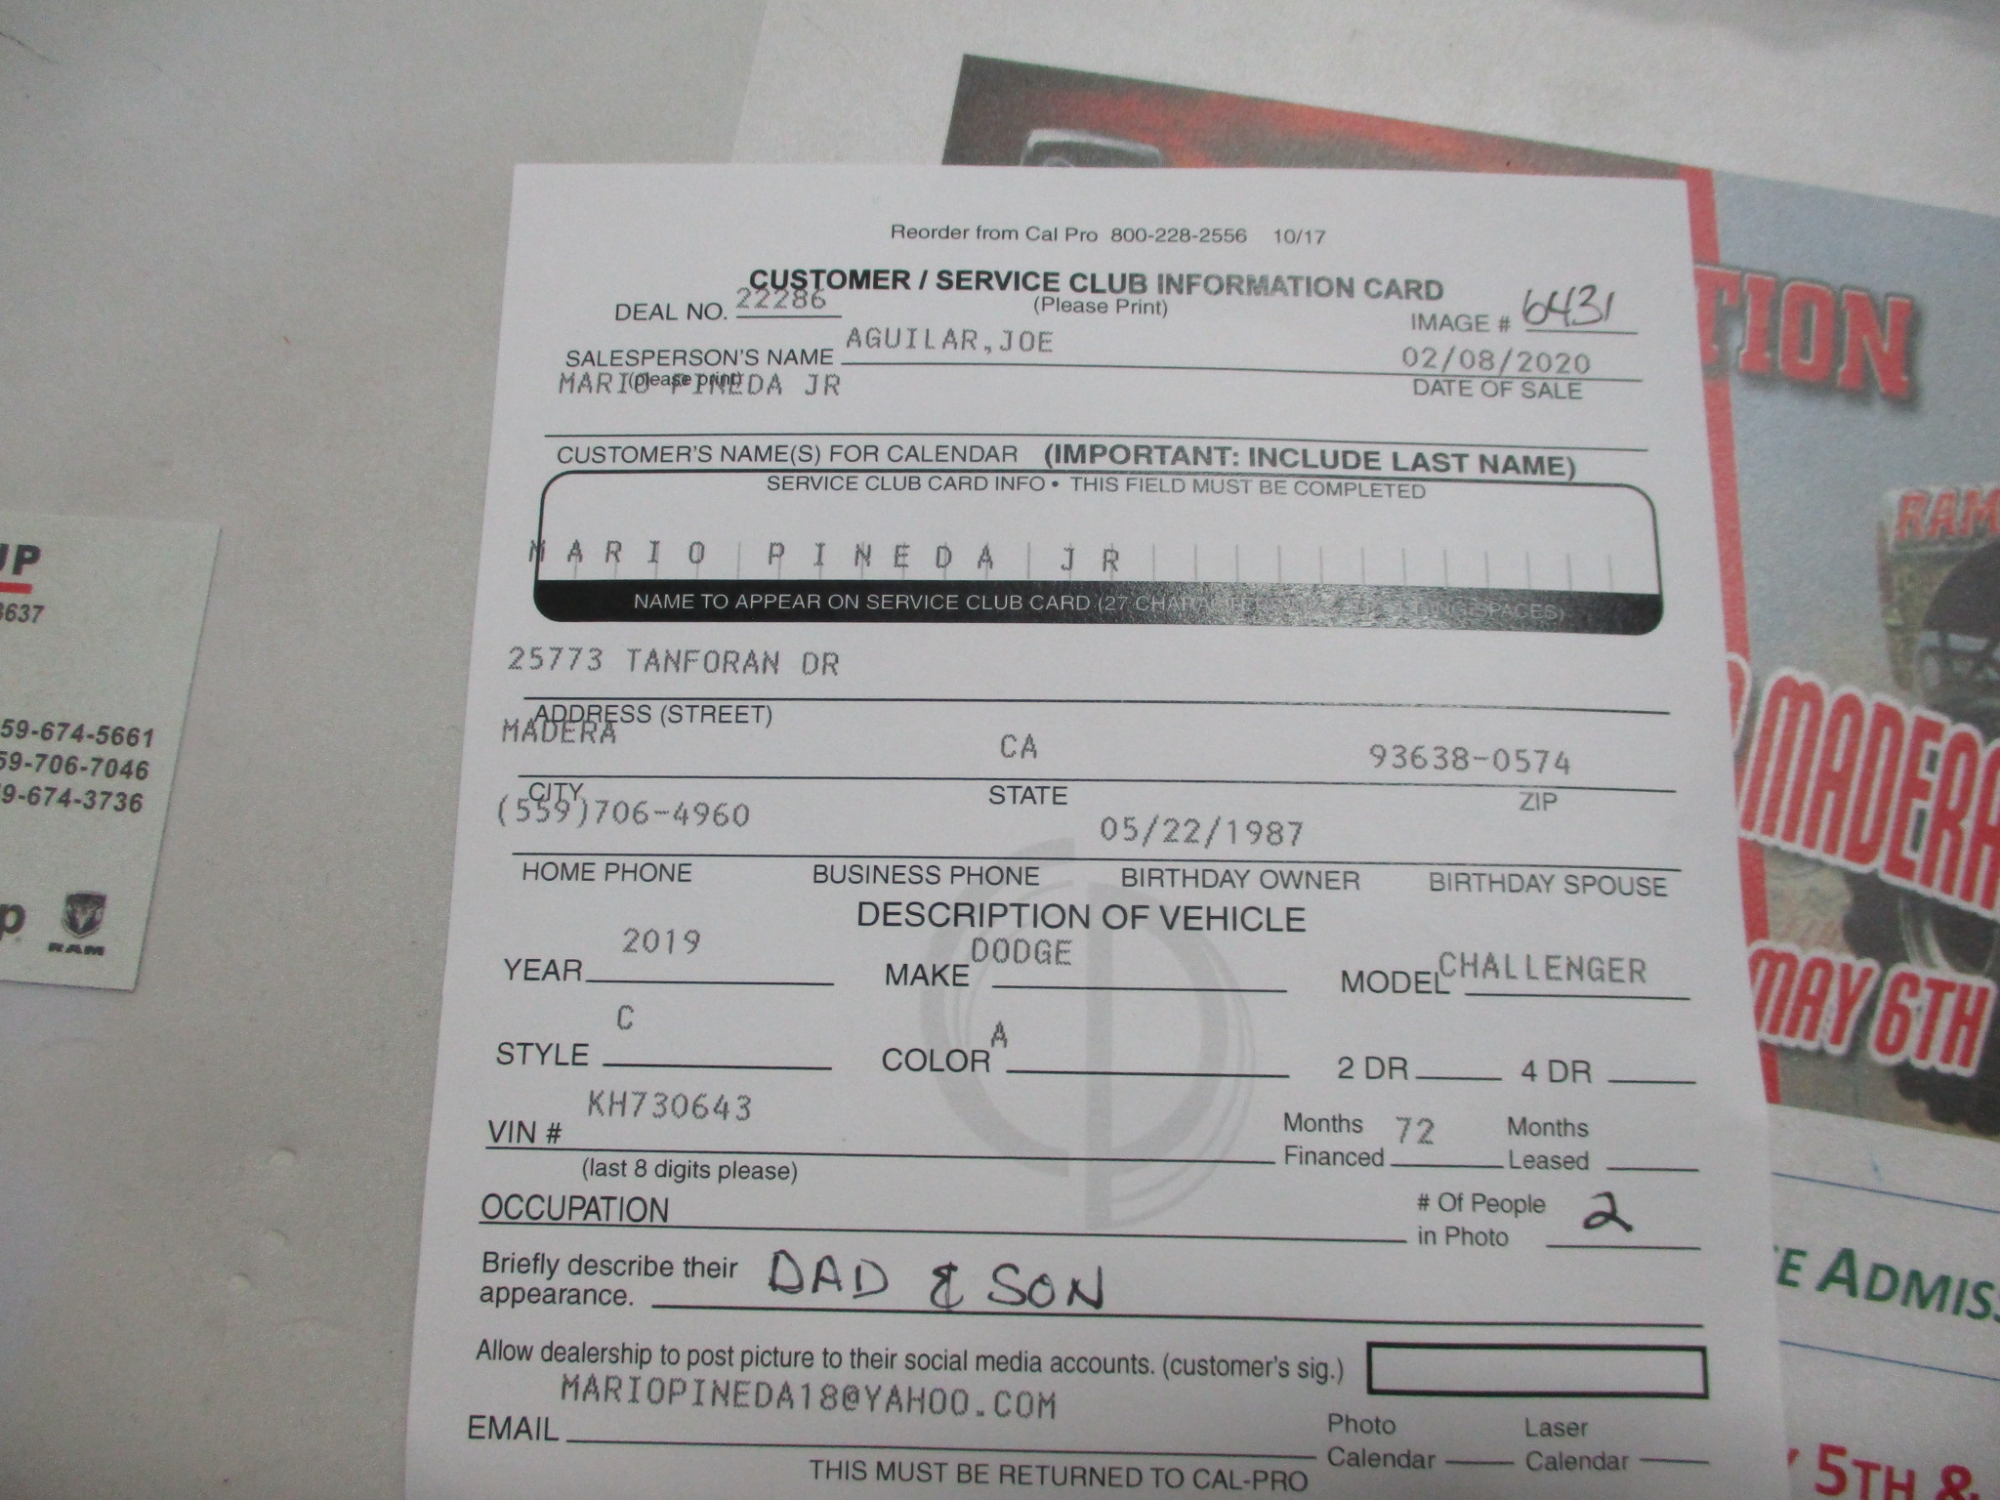 Reorder from Cal Pro 800-228-2556 10/17
CUSTOMER / SERVICE CLUB INFORMATION CARD
DEAL NO. 22286 (Please Print) IMAGE # 6431
SALESPERSON'S NAME AGUILAR,JOE 02/08/2020
(please print) DATE OF SALE
MARIO PINEDA JR
CUSTOMER'S NAME(S) FOR CALENDAR (IMPORTANT: INCLUDE LAST NAME)
SERVICE CLUB CARD INFO • THIS FIELD MUST BE COMPLETED
MARIO PINEDA JR
NAME TO APPEAR ON SERVICE CLUB CARD (27 SPACES)
25773 TANFORAN DR
ADDRESS (STREET)
MADERA CA 93638-0574
CITY STATE ZIP
(559)706-4960 05/22/1987
HOME PHONE BUSINESS PHONE BIRTHDAY OWNER BIRTHDAY SPOUSE
DESCRIPTION OF VEHICLE
YEAR 2019 MAKE DODGE MODEL CHALLENGER
STYLE C COLOR A 2 DR 4 DR
VIN # KH730643 Months Financed 72 Months Leased
(last 8 digits please)
OCCUPATION # Of People in Photo 2
Briefly describe their appearance. DAD & SON
Allow dealership to post picture to their social media accounts. (customer's sig.)
EMAIL MARIOPINEDA18@YAHOO.COM Photo Calendar Laser Calendar
THIS MUST BE RETURNED TO CAL-PRO
UP
3637
59-674-5661
59-706-7046
9-674-3736
p RAM
TION
RAM
MADERA
MAY 6TH
E ADMIS
5TH &